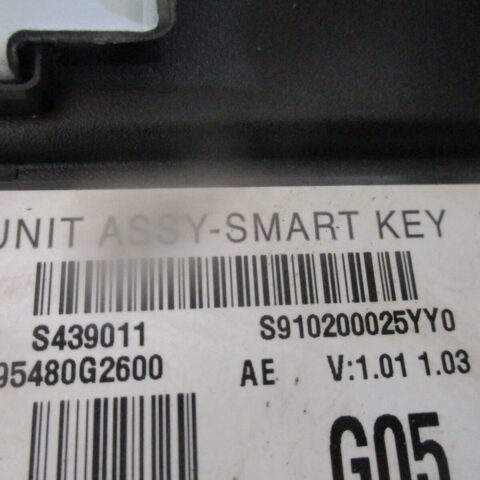 UNIT ASSY-SMART KEY
S439011 S910200025YY0
95480G2600 AE V:1.01 1.03
G05